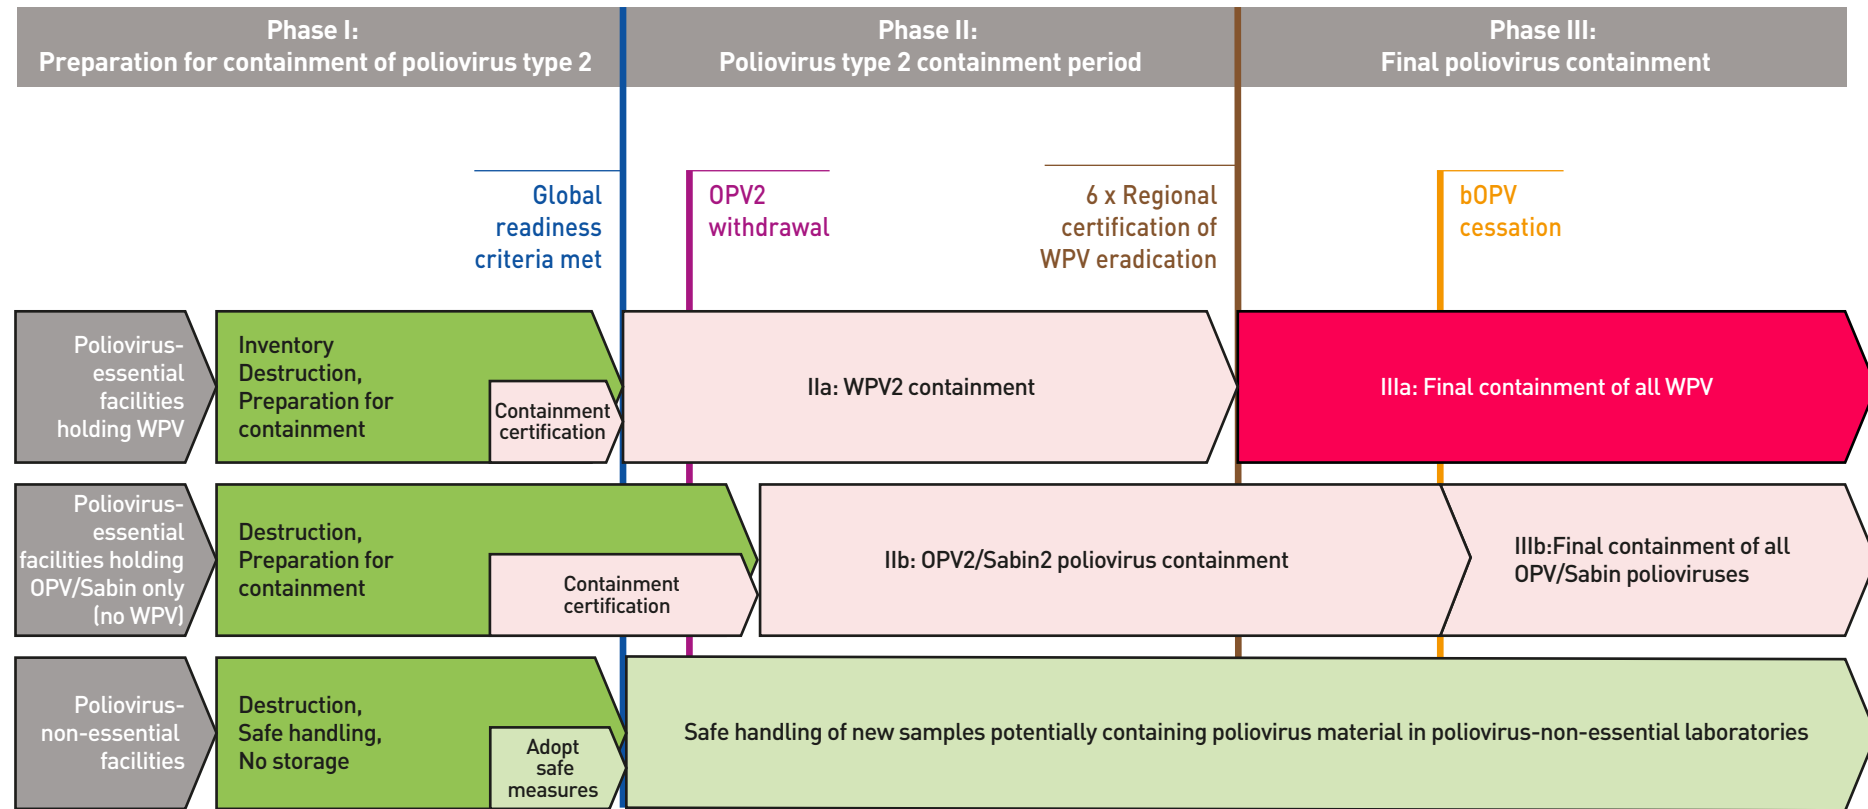 Phase I:
Preparation for containment of poliovirus type 2
Phase II:
Poliovirus type 2 containment period
Phase III:
Final poliovirus containment
Global
readiness
criteria met
OPV2
withdrawal
6 x Regional
certification of
WPV eradication
bOPV
cessation
Poliovirus-
essential
facilities
holding WPV
Inventory
Destruction,
Preparation for
containment
Containment
certification
IIa: WPV2 containment
IIIa: Final containment of all WPV
Poliovirus-
essential
facilities holding
OPV/Sabin only
(no WPV)
Destruction,
Preparation for
containment
Containment
certification
IIb: OPV2/Sabin2 poliovirus containment
IIIb:Final containment of all
OPV/Sabin polioviruses
Poliovirus-
non-essential
facilities
Destruction,
Safe handling,
No storage
Adopt
safe
measures
Safe handling of new samples potentially containing poliovirus material in poliovirus-non-essential laboratories